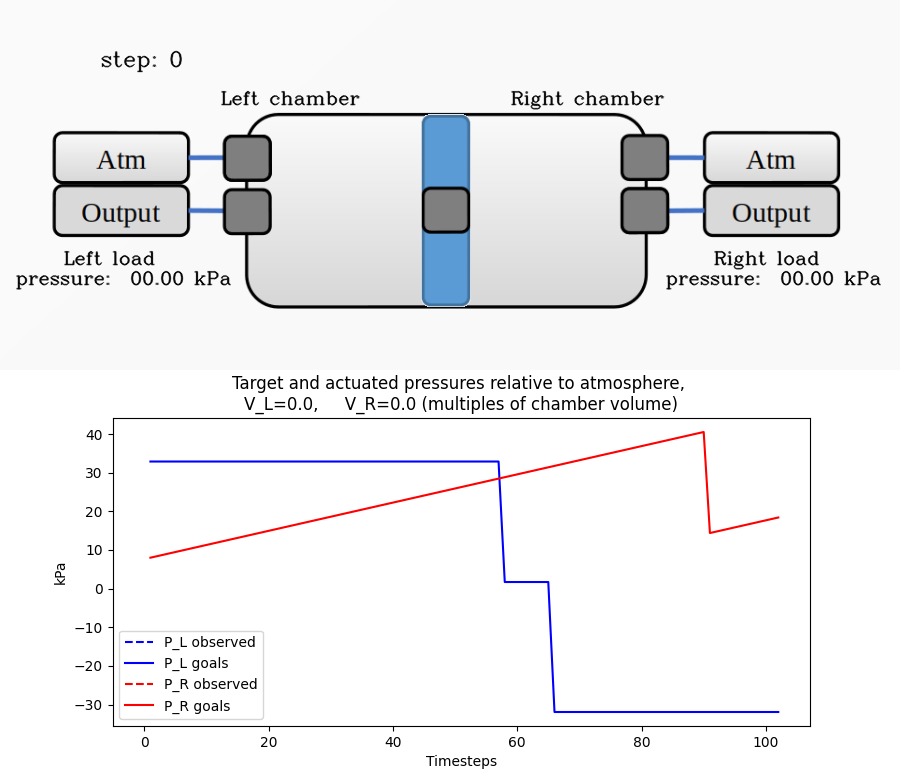 step: 0
Left chamber
Right chamber
Atm
Atm
Output
Output
Left load
pressure: 00.00 kPa
Right load
pressure: 00.00 kPa
Target and actuated pressures relative to atmosphere,
V_L=0.0, V_R=0.0 (multiples of chamber volume)
40
30
20
10
0
−10
−20
−30
kPa
P_L observed
P_L goals
P_R observed
P_R goals
0 20 40 60 80 100
Timesteps